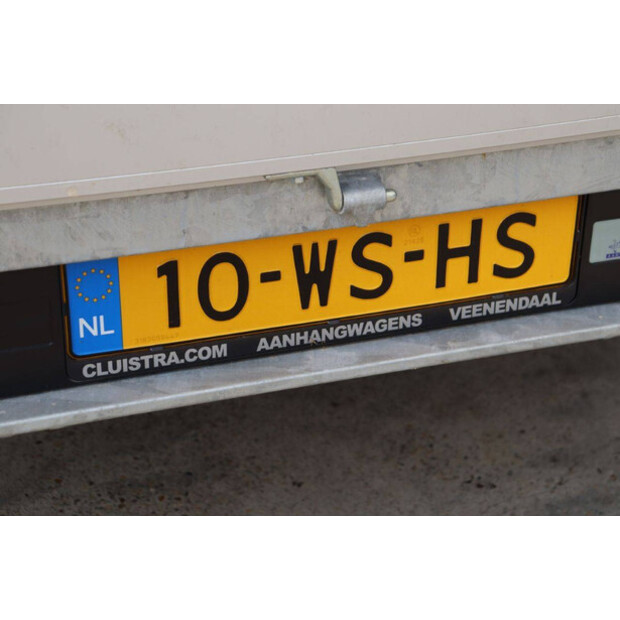 NL 10-WS-HS
CLUISTRA.COM AANHANGWAGENS VEENENDAAL